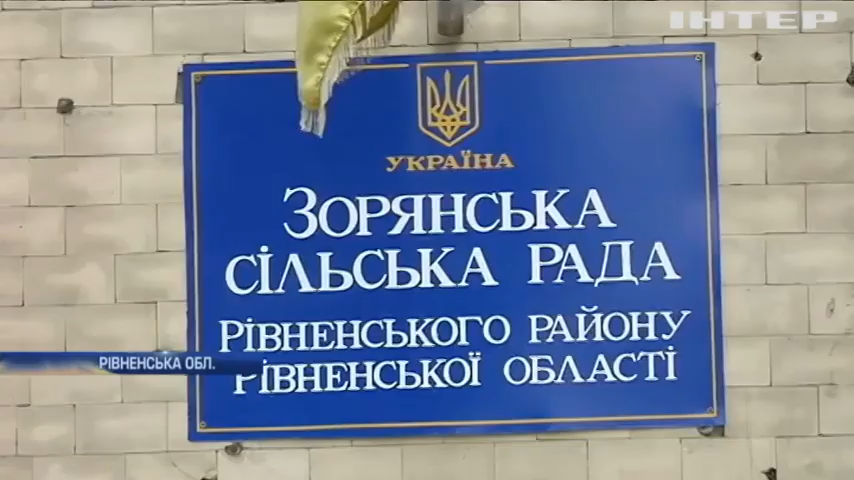 ІНТЕР
УКРАЇНА
ЗОРЯНСЬКА
СІЛЬСЬКА РАДА
РІВНЕНСЬКОГО РАЙОНУ
РІВНЕНСЬКА ОБЛ.
РІВНЕНСЬКОЇ ОБЛАСТІ